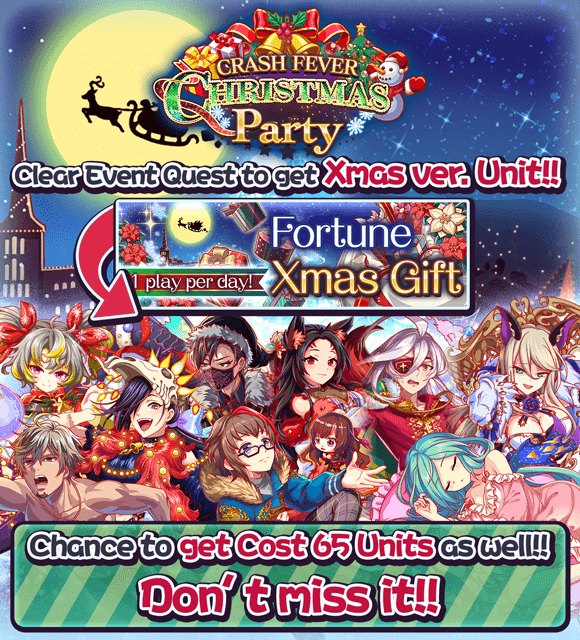 CRASH FEVER
CHRISTMAS
Party
Clear Event Quest to get Xmas ver. Unit!!
Fortune
1 play per day!
Xmas Gift
Chance to get Cost 65 Units as well!!
Don't miss it!!